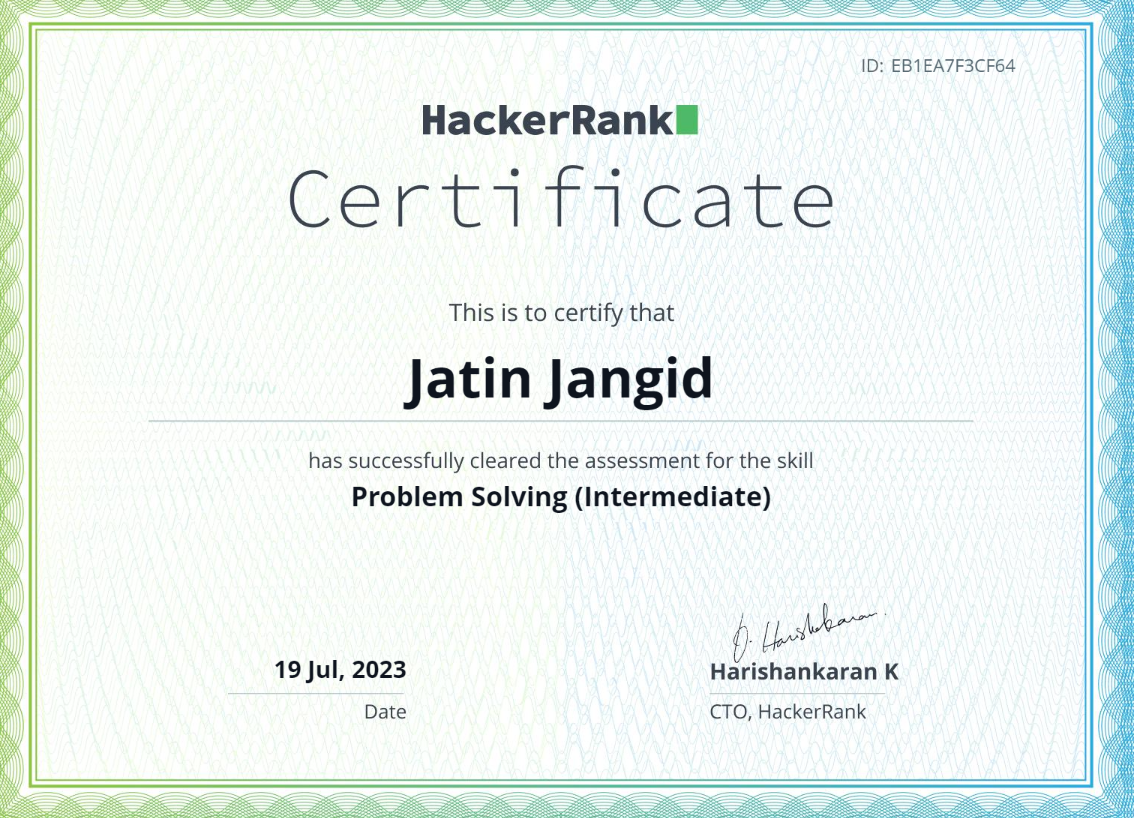 ID: EB1EA7F3CF64
HackerRank
Certificate
This is to certify that
Jatin Jangid
has successfully cleared the assessment for the skill
Problem Solving (Intermediate)
19 Jul, 2023
Date
Harishankaran K
CTO, HackerRank